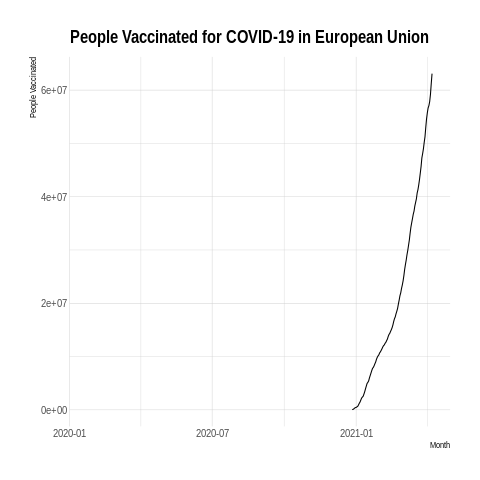 People Vaccinated for COVID-19 in European Union
People Vaccinated
6e+07
4e+07
2e+07
0e+00
2020-01
2020-07
2021-01
Month